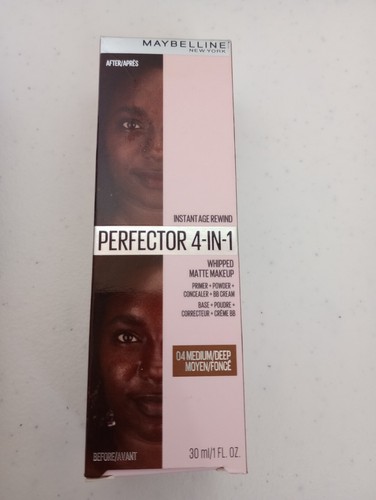 MAYBELLINE
NEW YORK
AFTER/APRÈS
INSTANT AGE REWIND
PERFECTOR 4-IN-1
WHIPPED
MATTE MAKEUP
PRIMER + POWDER +
CONCEALER + BB CREAM
BASE + POUDRE +
CORRECTEUR + CRÈME BB
04 MEDIUM/DEEP
MOYEN/FONCÉ
BEFORE/AVANT
30 ml/1 FL. OZ.